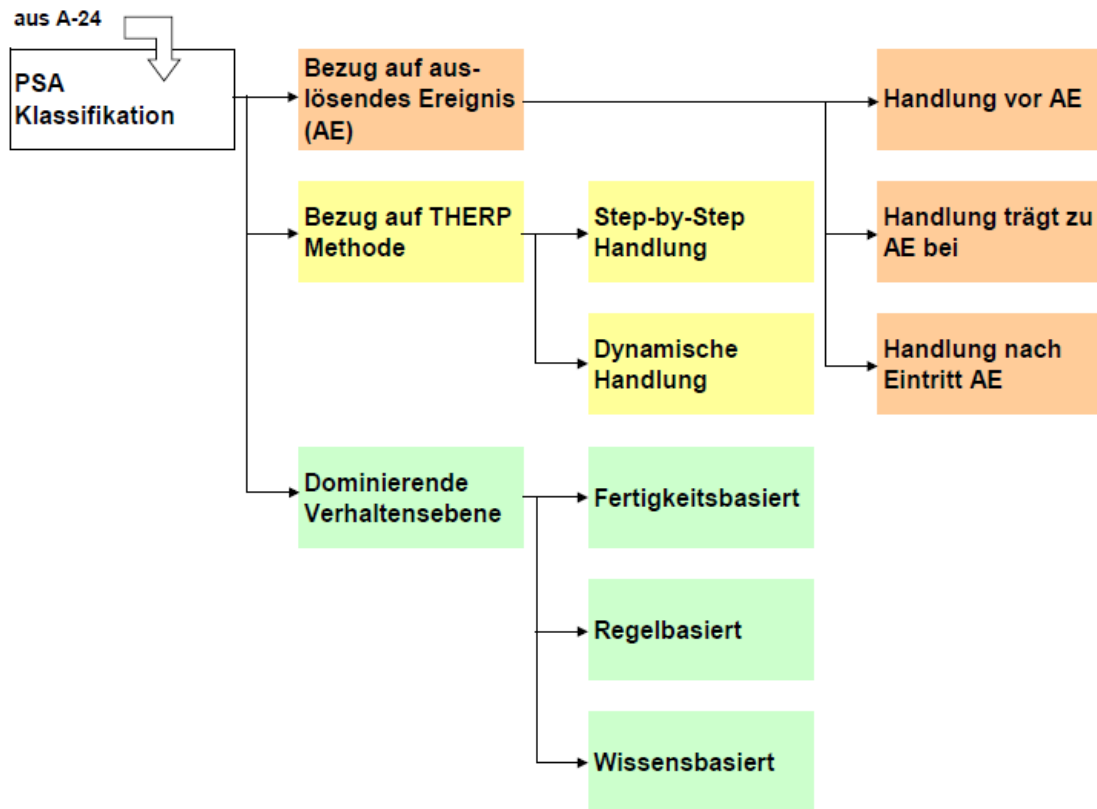 aus A-24
PSA
Klassifikation
Bezug auf aus-
lösendes Ereignis
(AE)
Handlung vor AE
Bezug auf THERP
Methode
Step-by-Step
Handlung
Handlung trägt zu
AE bei
Dynamische
Handlung
Handlung nach
Eintritt AE
Dominierende
Verhaltensebene
Fertigkeitsbasiert
Regelbasiert
Wissensbasiert